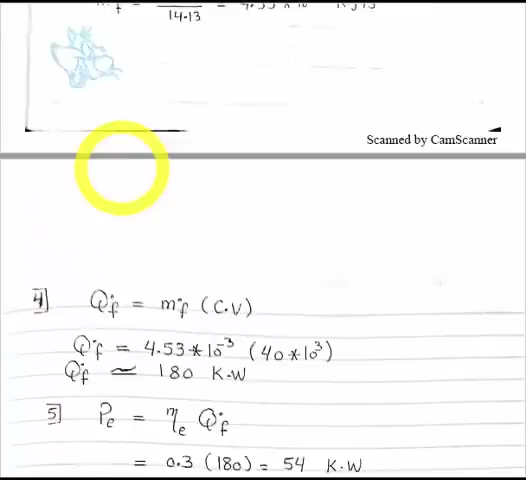 14.13
Scanned by CamScanner
4] Q̇f = ṁf (C.V)
Q̇f = 4.53*10⁻³ (40*10³)
Q̇f ≃ 180 K.W
5] Pe = ηe Q̇f
= 0.3 (180) = 54 K.W